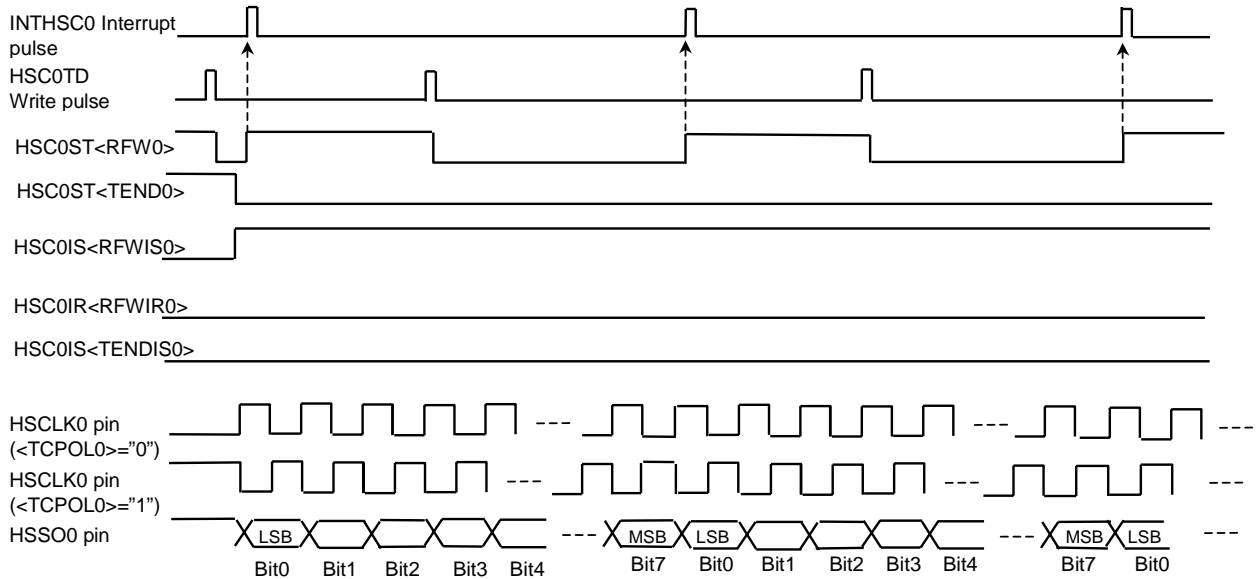 INTHSC0 Interrupt
pulse
HSC0TD
Write pulse
HSC0ST<RFW0>
HSC0ST<TEND0>
HSC0IS<RFWIS0>
HSC0IR<RFWIR0>
HSC0IS<TENDIS0>
HSCLK0 pin
(<TCPOL0>=”0”)
HSCLK0 pin
(<TCPOL0>=”1”)
HSSO0 pin LSB MSB LSB MSB LSB
Bit0 Bit1 Bit2 Bit3 Bit4 Bit7 Bit0 Bit1 Bit2 Bit3 Bit4 Bit7 Bit0